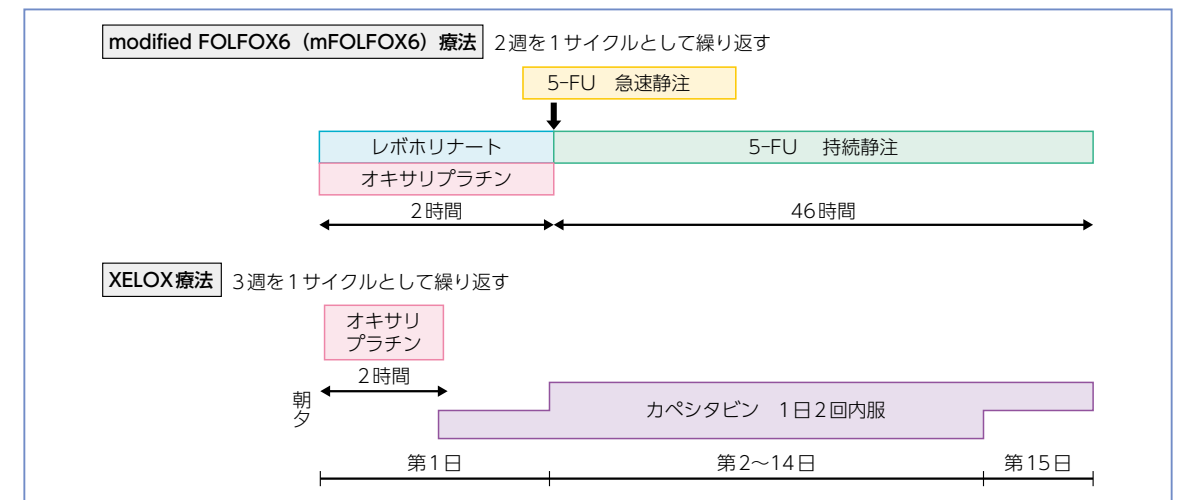 modified FOLFOX6（mFOLFOX6）療法 2週を1サイクルとして繰り返す
5-FU 急速静注
レボホリナート 5-FU 持続静注
オキサリプラチン
2時間 46時間
XELOX療法 3週を1サイクルとして繰り返す
オキサリ
プラチン
2時間
朝
夕
カペシタビン 1日2回内服
第1日 第2〜14日 第15日